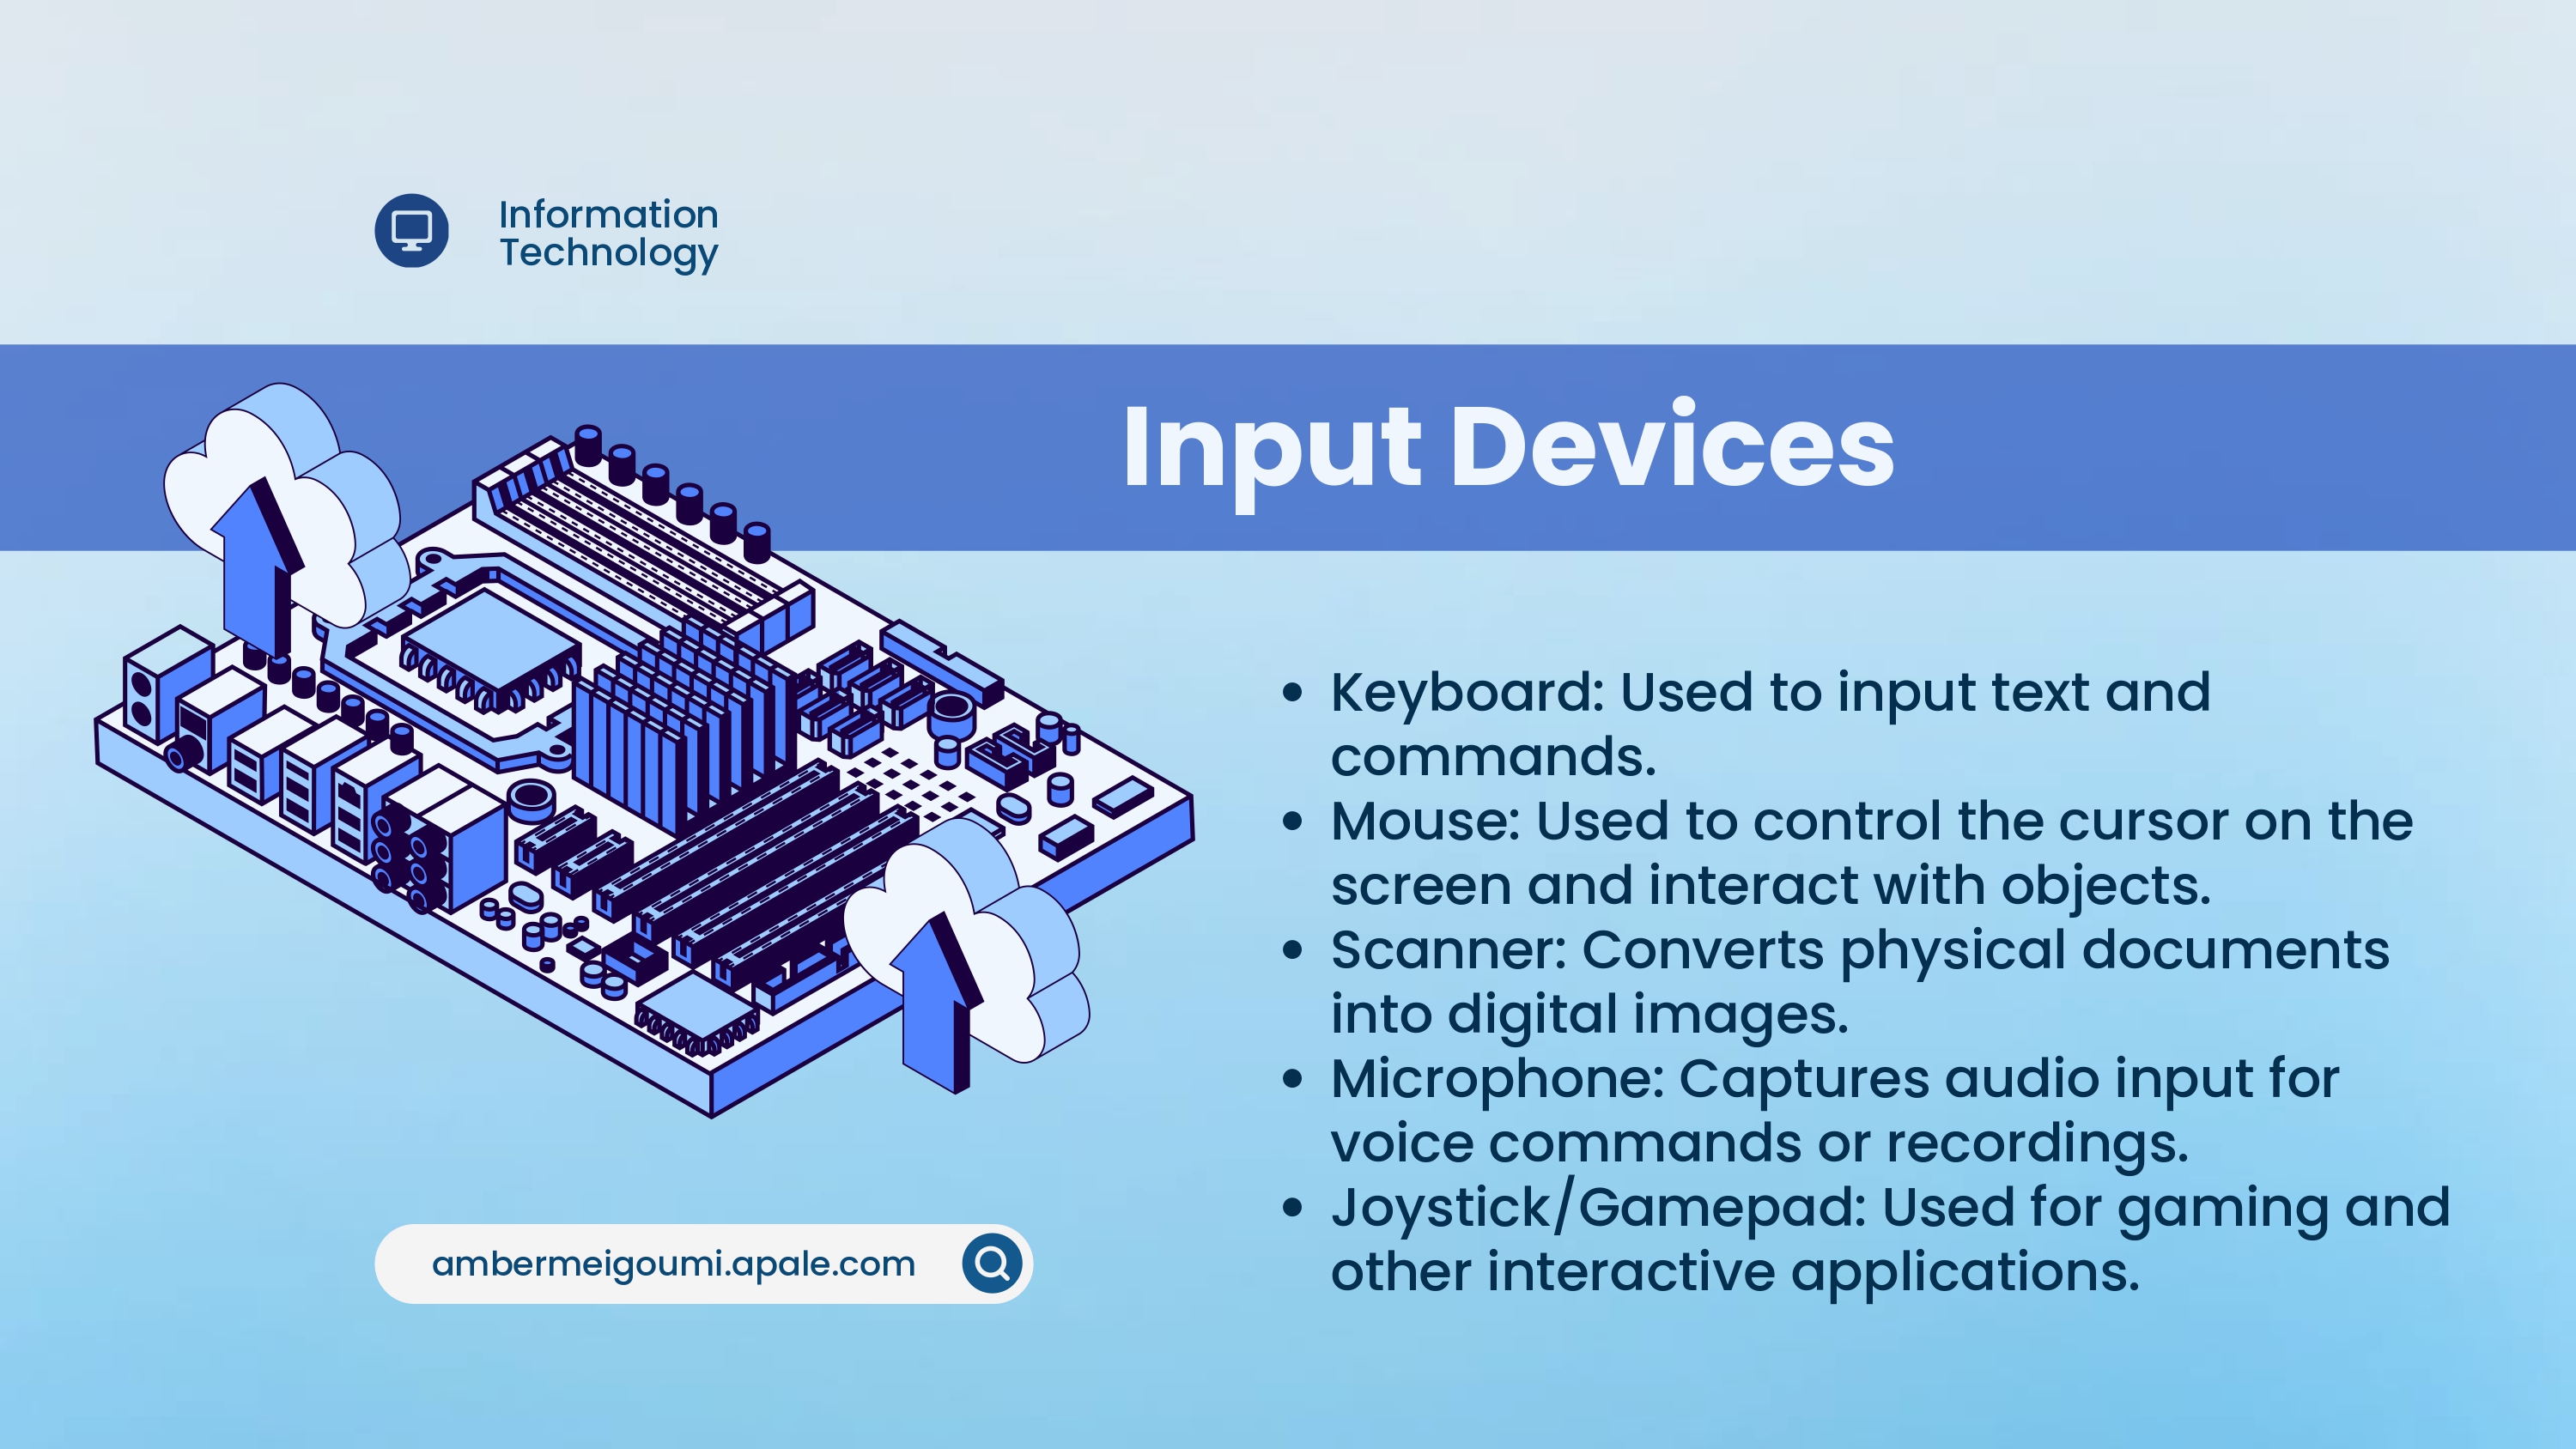 Information
Technology
Input Devices
• Keyboard: Used to input text and
commands.
• Mouse: Used to control the cursor on the
screen and interact with objects.
• Scanner: Converts physical documents
into digital images.
• Microphone: Captures audio input for
voice commands or recordings.
• Joystick/Gamepad: Used for gaming and
other interactive applications.
ambermeigoumi.apale.com